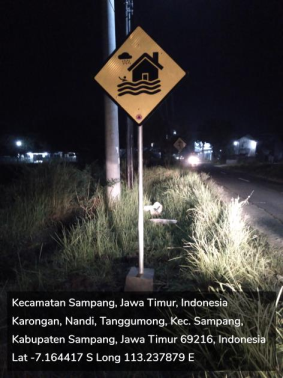 Kecamatan Sampang, Jawa Timur, Indonesia
Karongan, Nandi, Tanggumong, Kec. Sampang,
Kabupaten Sampang, Jawa Timur 69216, Indonesia
Lat -7.164417 S Long 113.237879 E